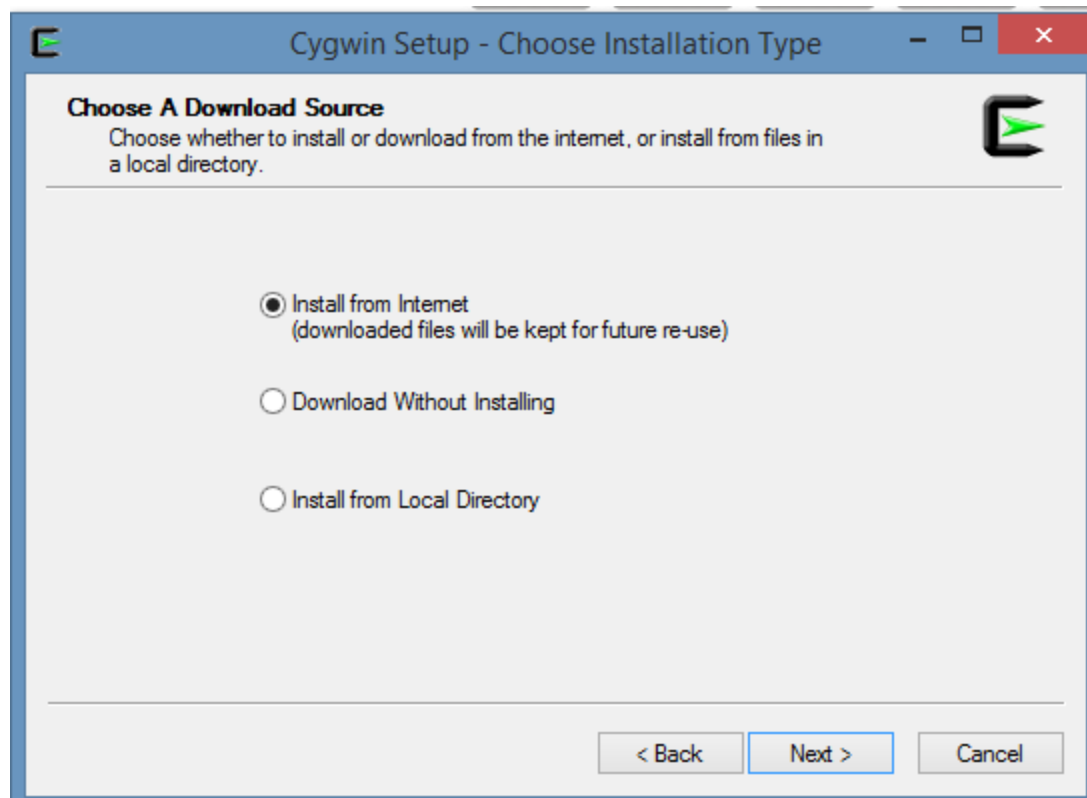 Cygwin Setup - Choose Installation Type
Choose A Download Source
Choose whether to install or download from the internet, or install from files in
a local directory.
Install from Internet
(downloaded files will be kept for future re-use)
Download Without Installing
Install from Local Directory
< Back
Next >
Cancel